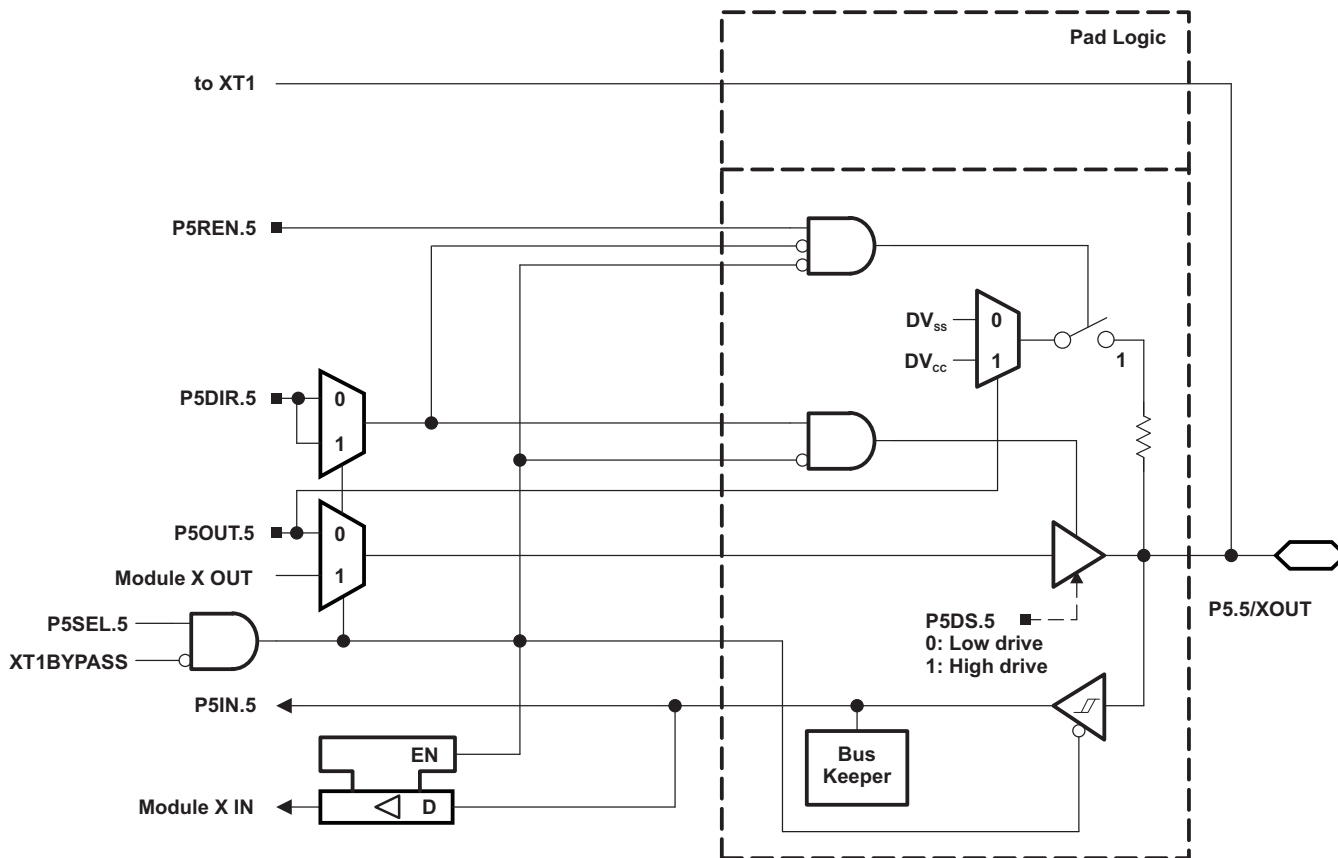 Pad Logic
to XT1
P5REN.5
DVss
0
DVcc
1
1
P5DIR.5
0
1
P5OUT.5
0
Module X OUT
1
P5SEL.5
XT1BYPASS
P5DS.5
0: Low drive
1: High drive
P5.5/XOUT
P5IN.5
Bus
Keeper
EN
Module X IN
D